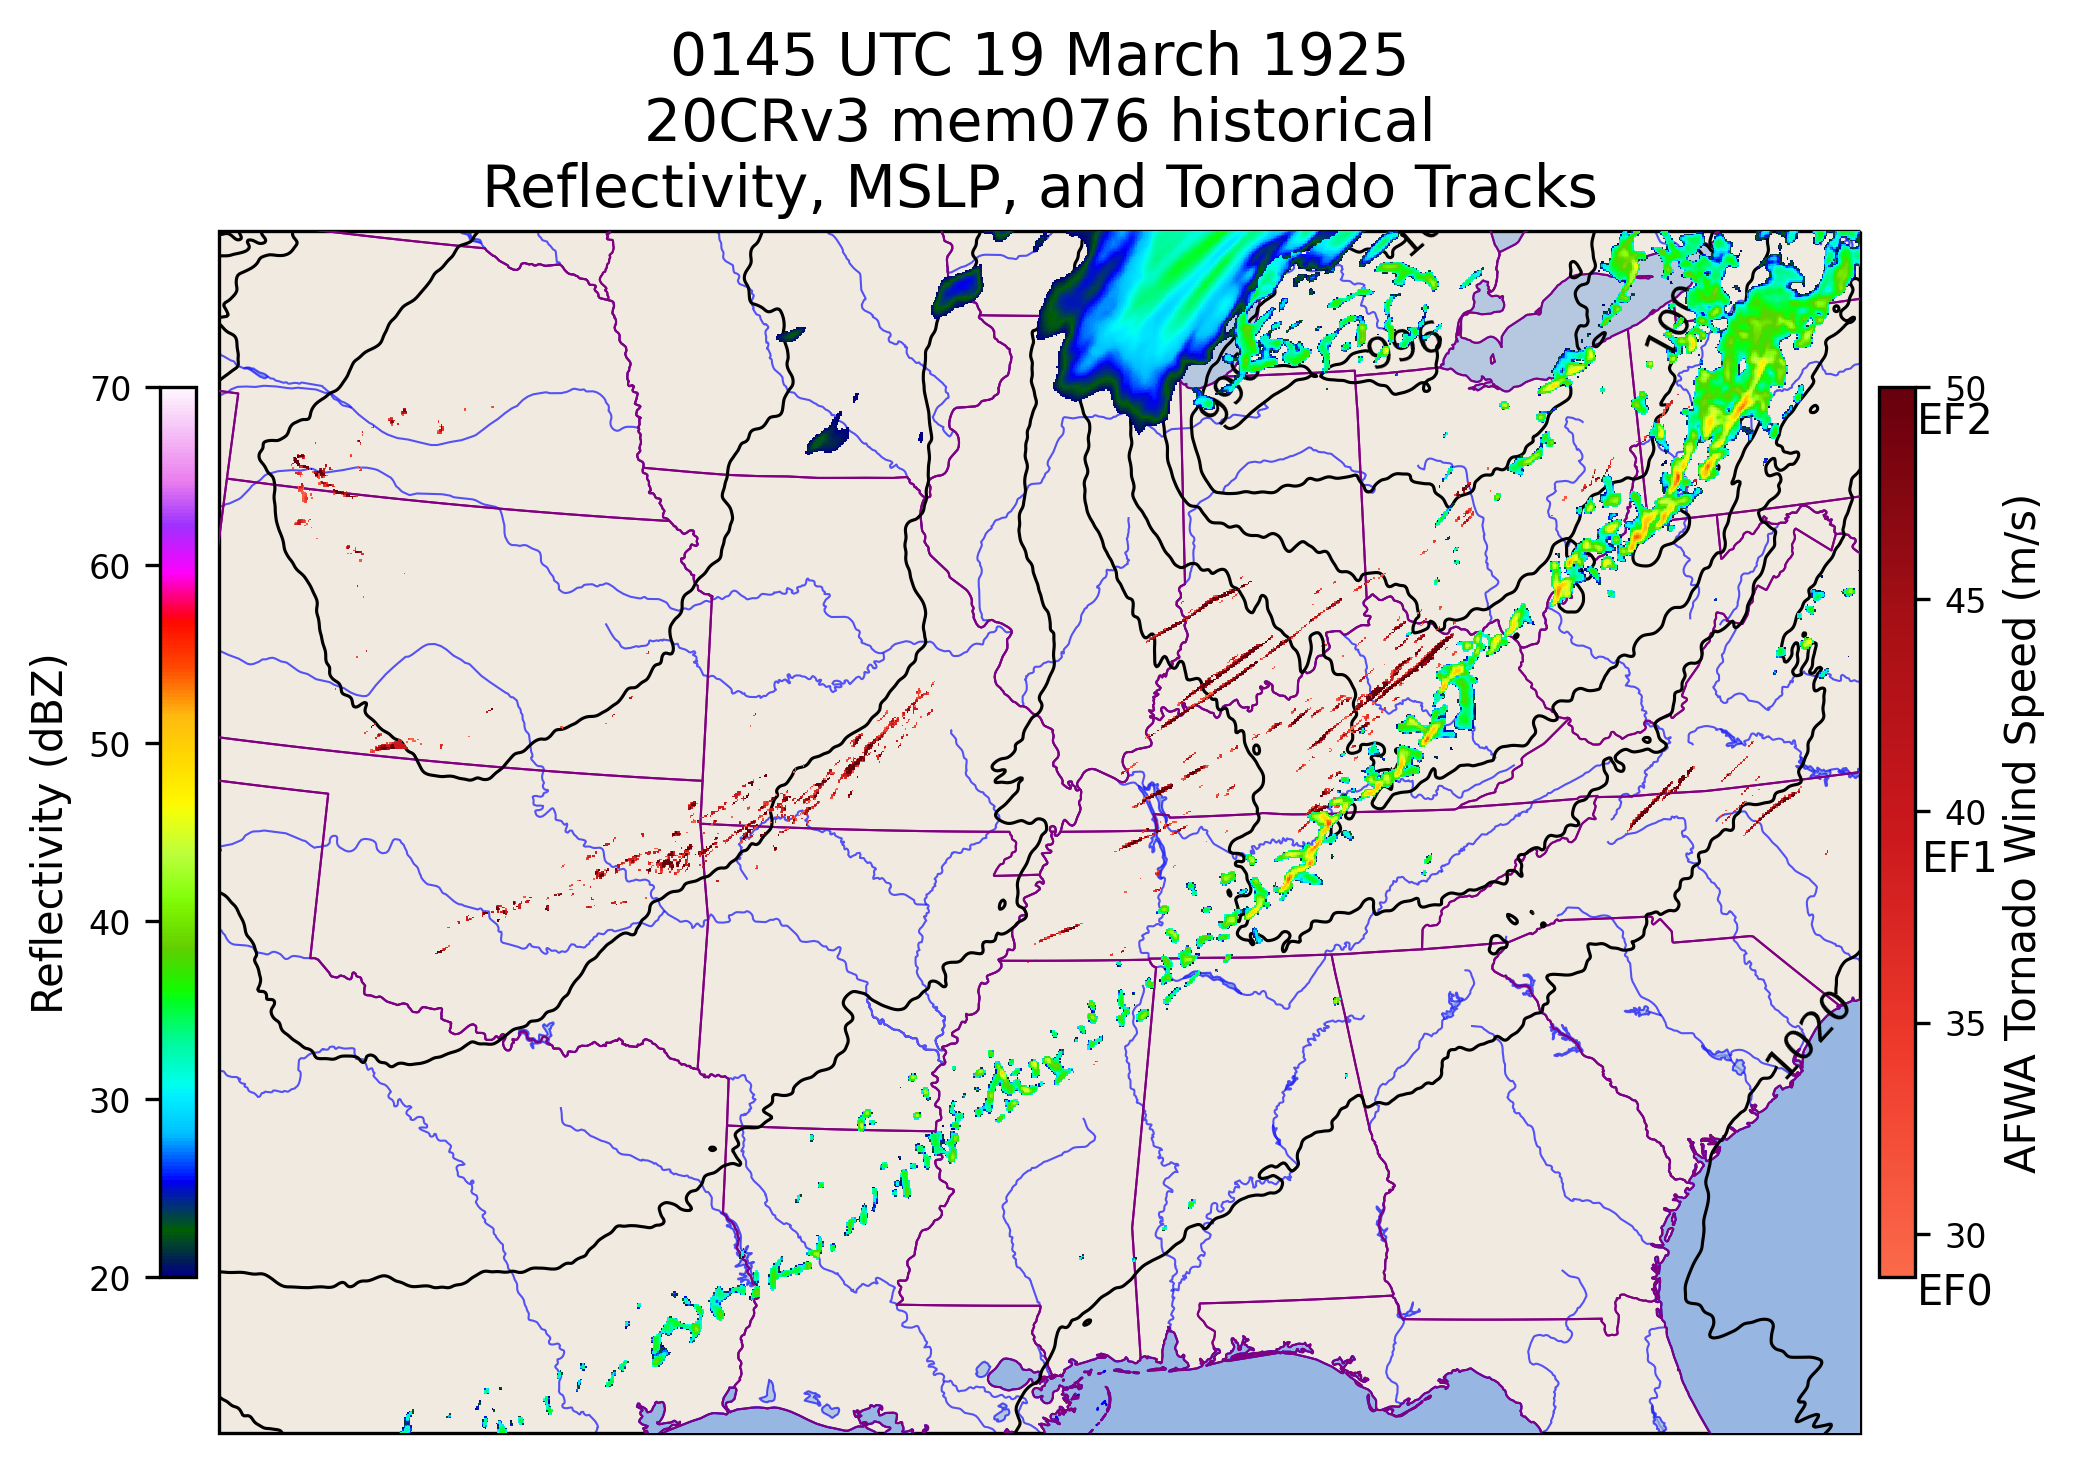 0145 UTC 19 March 1925
20CRv3 mem076 historical
Reflectivity, MSLP, and Tornado Tracks
70
60
50
40
30
20
Reflectivity (dBZ)
996
1020
50
EF2
45
40
EF1
35
30
EF0
AFWA Tornado Wind Speed (m/s)